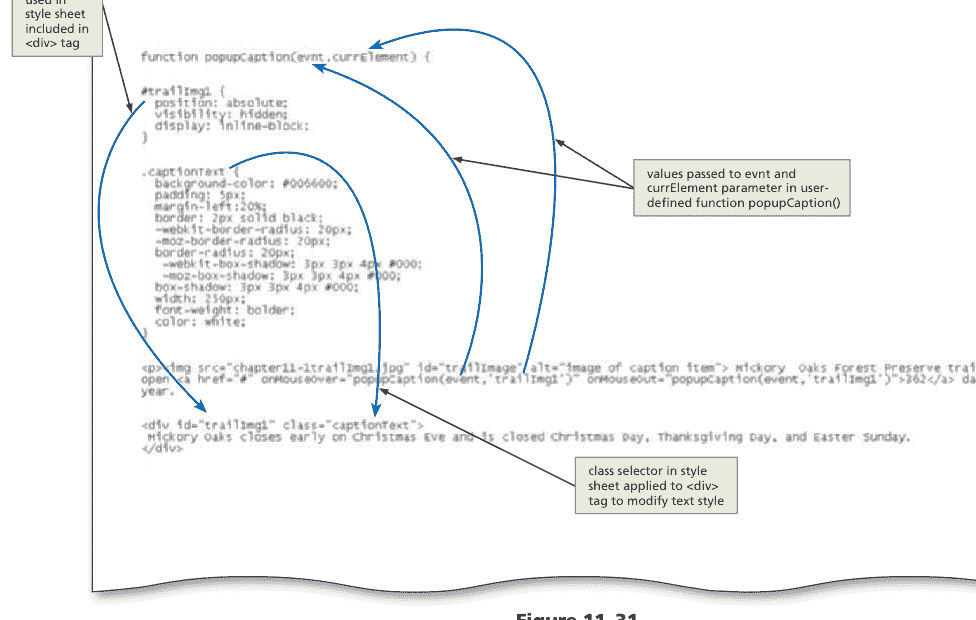 used in
style sheet
included in
<div> tag
function popupCaption(evnt,currElement) {
#trailImg1 {
position: absolute;
visibility: hidden;
display: inline-block;
}
.captionText {
background-color: #006600;
padding: 5px;
margin-left:20%;
border: 2px solid black;
-webkit-border-radius: 20px;
-moz-border-radius: 20px;
border-radius: 20px;
-webkit-box-shadow: 3px 3px 4px #000;
-moz-box-shadow: 3px 3px 4px #000;
box-shadow: 3px 3px 4px #000;
width: 250px;
font-weight: bolder;
color: white;
}
values passed to evnt and
currElement parameter in user-
defined function popupCaption()
<p><img src="chapter11-1trailImg1.jpg" id="trailImage" alt="image of caption item"> Hickory Oaks Forest Preserve trai
open <a href="#" onMouseOver="popupCaption(event,'trailImg1')" onMouseOut="popupCaption(event,'trailImg1')">362</a> da
year.
<div id="trailImg1" class="captionText">
Hickory Oaks closes early on Christmas Eve and is closed Christmas Day, Thanksgiving Day, and Easter Sunday.
</div>
class selector in style
sheet applied to <div>
tag to modify text style
Figure 11-31